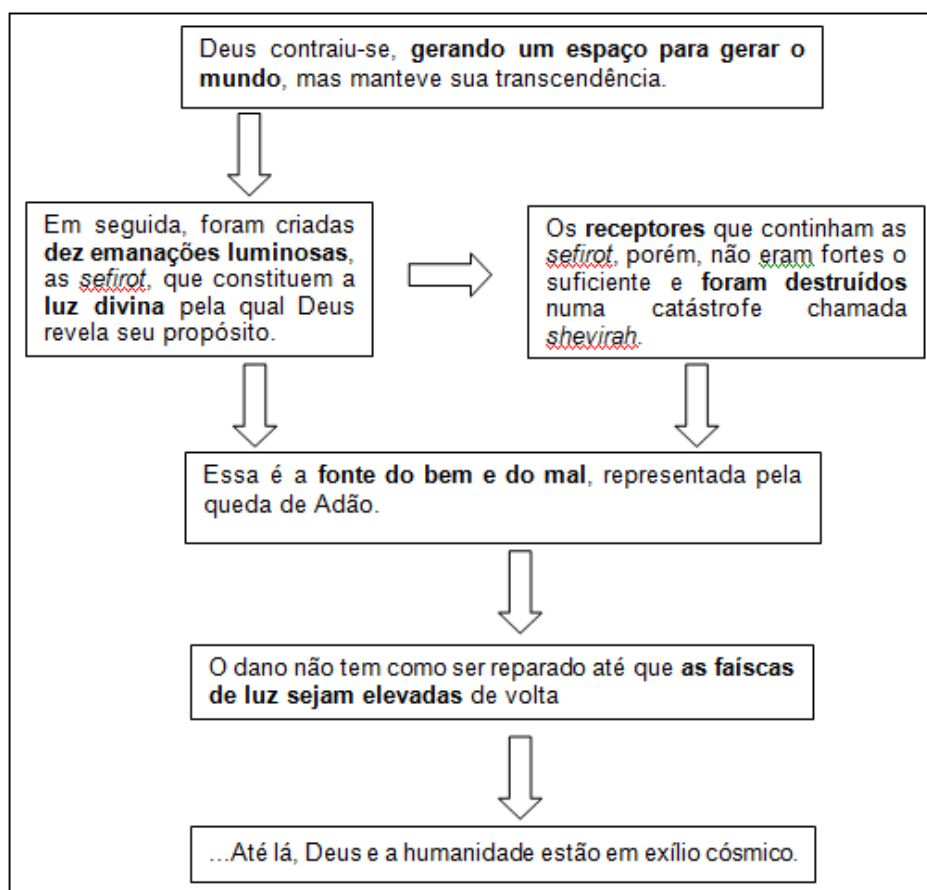 Deus contraiu-se, gerando um espaço para gerar o
mundo, mas manteve sua transcendência.
Em seguida, foram criadas
dez emanações luminosas,
as sefirot, que constituem a
luz divina pela qual Deus
revela seu propósito.
Os receptores que continham as
sefirot, porém, não eram fortes o
suficiente e foram destruídos
numa catástrofe chamada
shevirah.
Essa é a fonte do bem e do mal, representada pela
queda de Adão.
O dano não tem como ser reparado até que as faíscas
de luz sejam elevadas de volta
...Até lá, Deus e a humanidade estão em exílio cósmico.